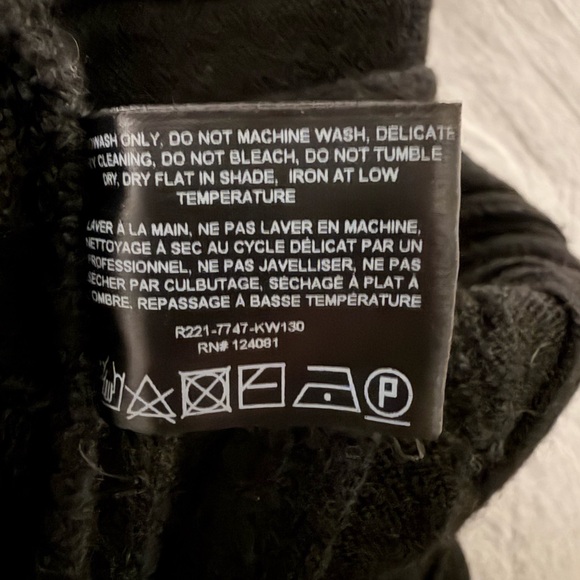 WASH ONLY, DO NOT MACHINE WASH, DELICATE
CLEANING, DO NOT BLEACH, DO NOT TUMBLE
DRY, DRY FLAT IN SHADE, IRON AT LOW
TEMPERATURE
LAVER À LA MAIN, NE PAS LAVER EN MACHINE,
NETTOYAGE À SEC AU CYCLE DÉLICAT PAR UN
PROFESSIONNEL, NE PAS JAVELLISER, NE PAS
SÉCHER PAR CULBUTAGE, SÉCHAGE À PLAT À
OMBRE, REPASSAGE À BASSE TEMPÉRATURE
R221-7747-KW130
RN# 124081
P